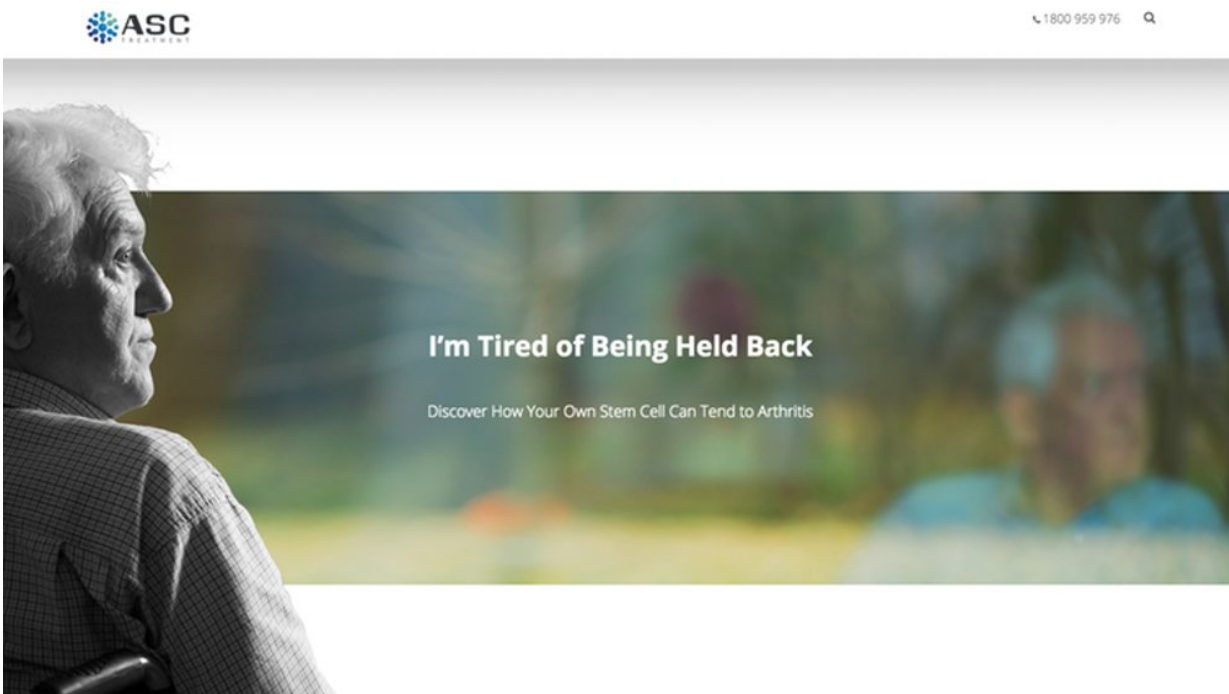 ASC
TREATMENT
1800 959 976
I'm Tired of Being Held Back
Discover How Your Own Stem Cell Can Tend to Arthritis